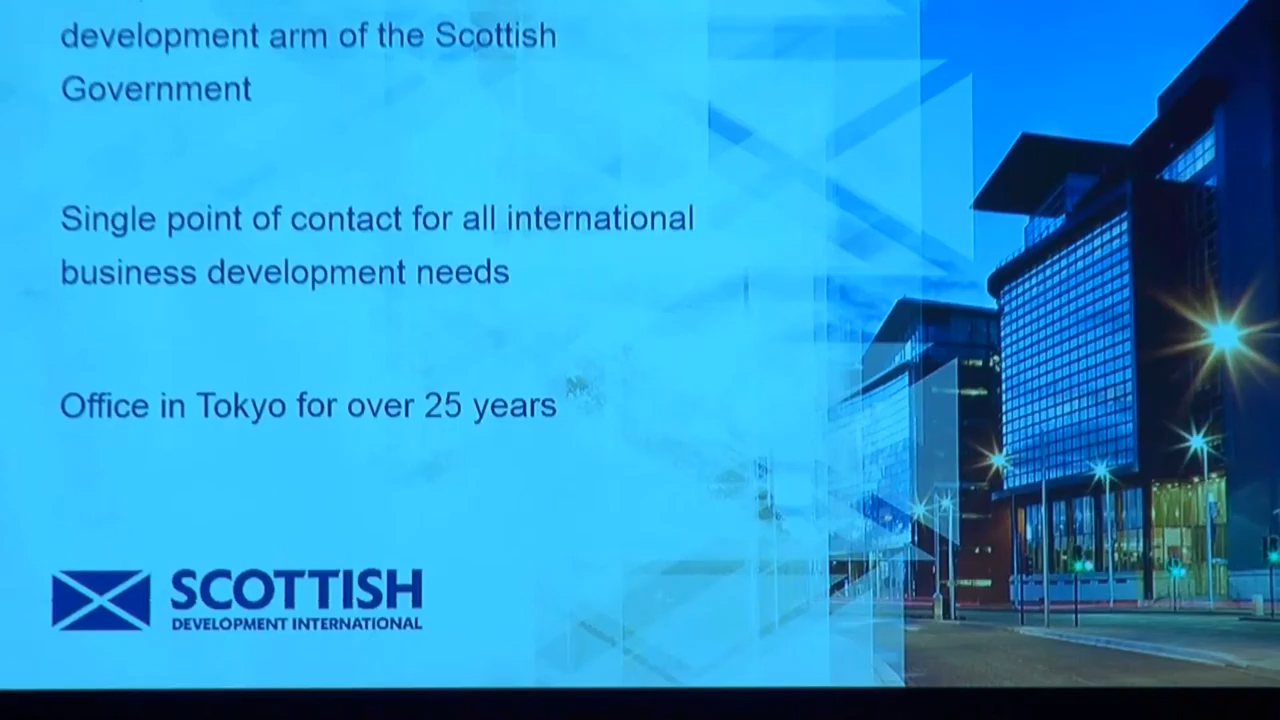 development arm of the Scottish
Government
Single point of contact for all international
business development needs
Office in Tokyo for over 25 years
SCOTTISH
DEVELOPMENT INTERNATIONAL